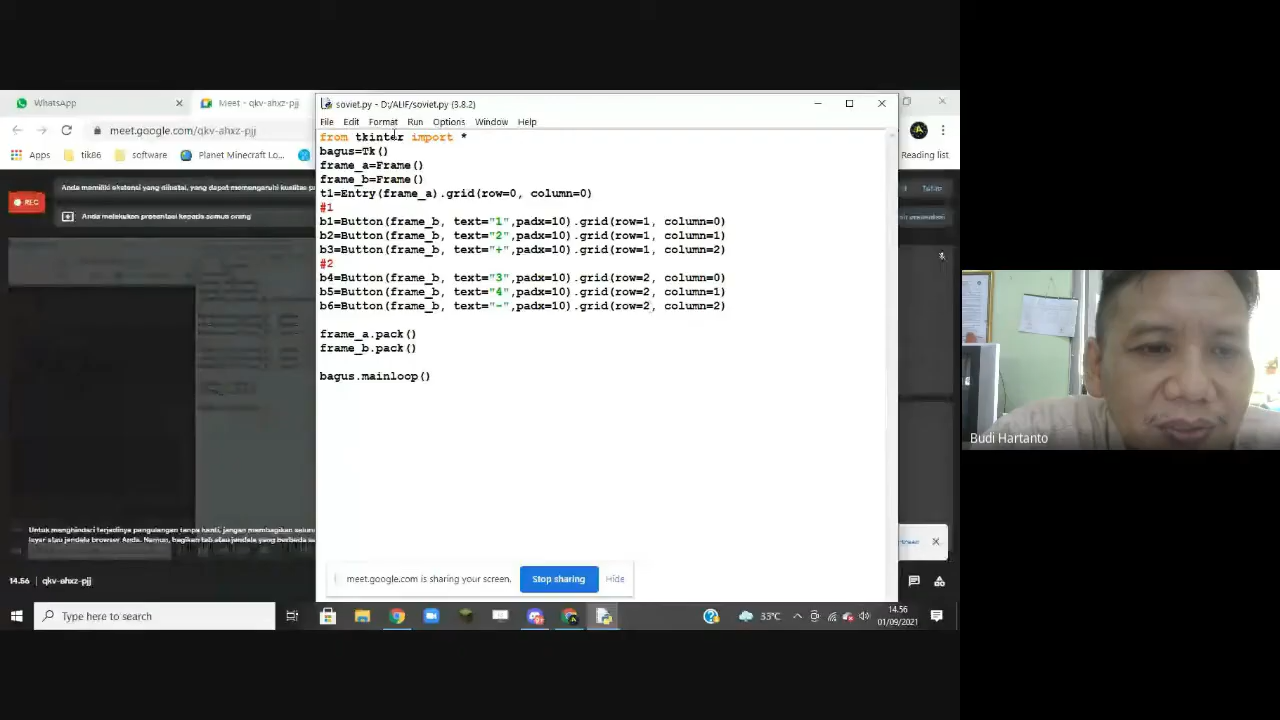 WhatsApp
Meet - qkv-ahxz-pjj
soviet.py - D:/ALIF/soviet.py (3.8.2)
meet.google.com/qkv-ahxz-pjj
File Edit Format Run Options Window Help
Apps tik86 software Planet Minecraft Lo... Reading list
REC
Anda melakukan presentasi kepada semua orang
from tkinter import *
bagus=Tk()
frame_a=Frame()
frame_b=Frame()
t1=Entry(frame_a).grid(row=0, column=0)
#1
b1=Button(frame_b, text="1",padx=10).grid(row=1, column=0)
b2=Button(frame_b, text="2",padx=10).grid(row=1, column=1)
b3=Button(frame_b, text="+",padx=10).grid(row=1, column=2)
#2
b4=Button(frame_b, text="3",padx=10).grid(row=2, column=0)
b5=Button(frame_b, text="4",padx=10).grid(row=2, column=1)
b6=Button(frame_b, text="-",padx=10).grid(row=2, column=2)
frame_a.pack()
frame_b.pack()
bagus.mainloop()
Budi Hartanto
meet.google.com is sharing your screen. Stop sharing Hide
14.56 | qkv-ahxz-pjj
Type here to search
33°C
14.56
01/09/2021